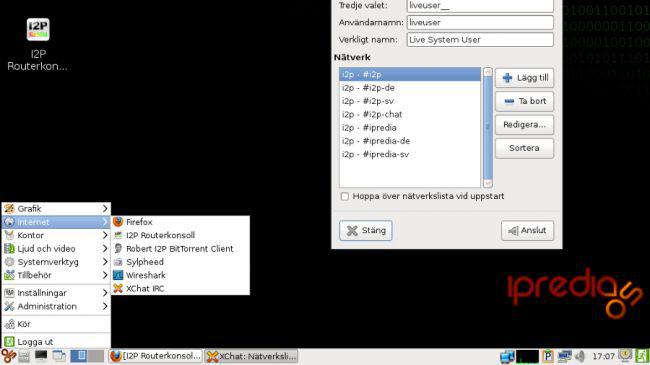 I2P
Routerkon...
Tredje valet: liveuser__
Användarnamn: liveuser
Verkligt namn: Live System User
Nätverk
i2p - #i2p
i2p - #i2p-de
i2p - #i2p-sv
i2p - #i2p-chat
i2p - #ipredia
i2p - #ipredia-de
i2p - #ipredia-sv
Lägg till
Ta bort
Redigera...
Sortera
Hoppa över nätverkslista vid uppstart
Stäng
Anslut
Grafik
Internet
Kontor
Ljud och video
Systemverktyg
Tillbehör
Inställningar
Administration
Kör
Logga ut
Firefox
I2P Routerkonsoll
Robert I2P BitTorrent Client
Sylpheed
Wireshark
XChat IRC
ipredia os
[I2P Routerkonsol...
XChat: Nätverksli...
17:07